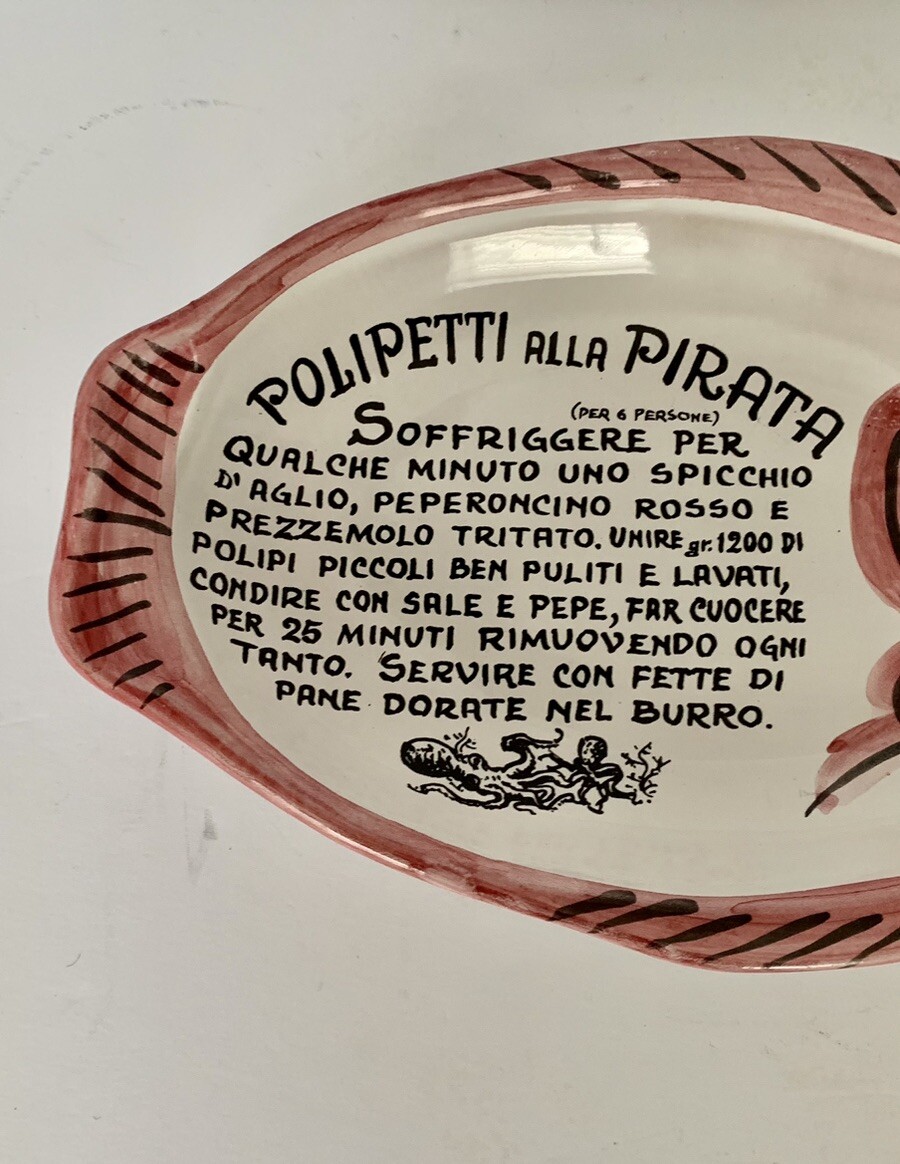 POLIPETTI ALLA PIRATA
(PER 6 PERSONE)
SOFFRIGGERE PER
QUALCHE MINUTO UNO SPICCHIO
D'AGLIO, PEPERONCINO ROSSO E
PREZZEMOLO TRITATO. UNIRE gr. 1200 DI
POLIPI PICCOLI BEN PULITI E LAVATI,
CONDIRE CON SALE E PEPE, FAR CUOCERE
PER 25 MINUTI RIMUOVENDO OGNI
TANTO. SERVIRE CON FETTE DI
PANE DORATE NEL BURRO.